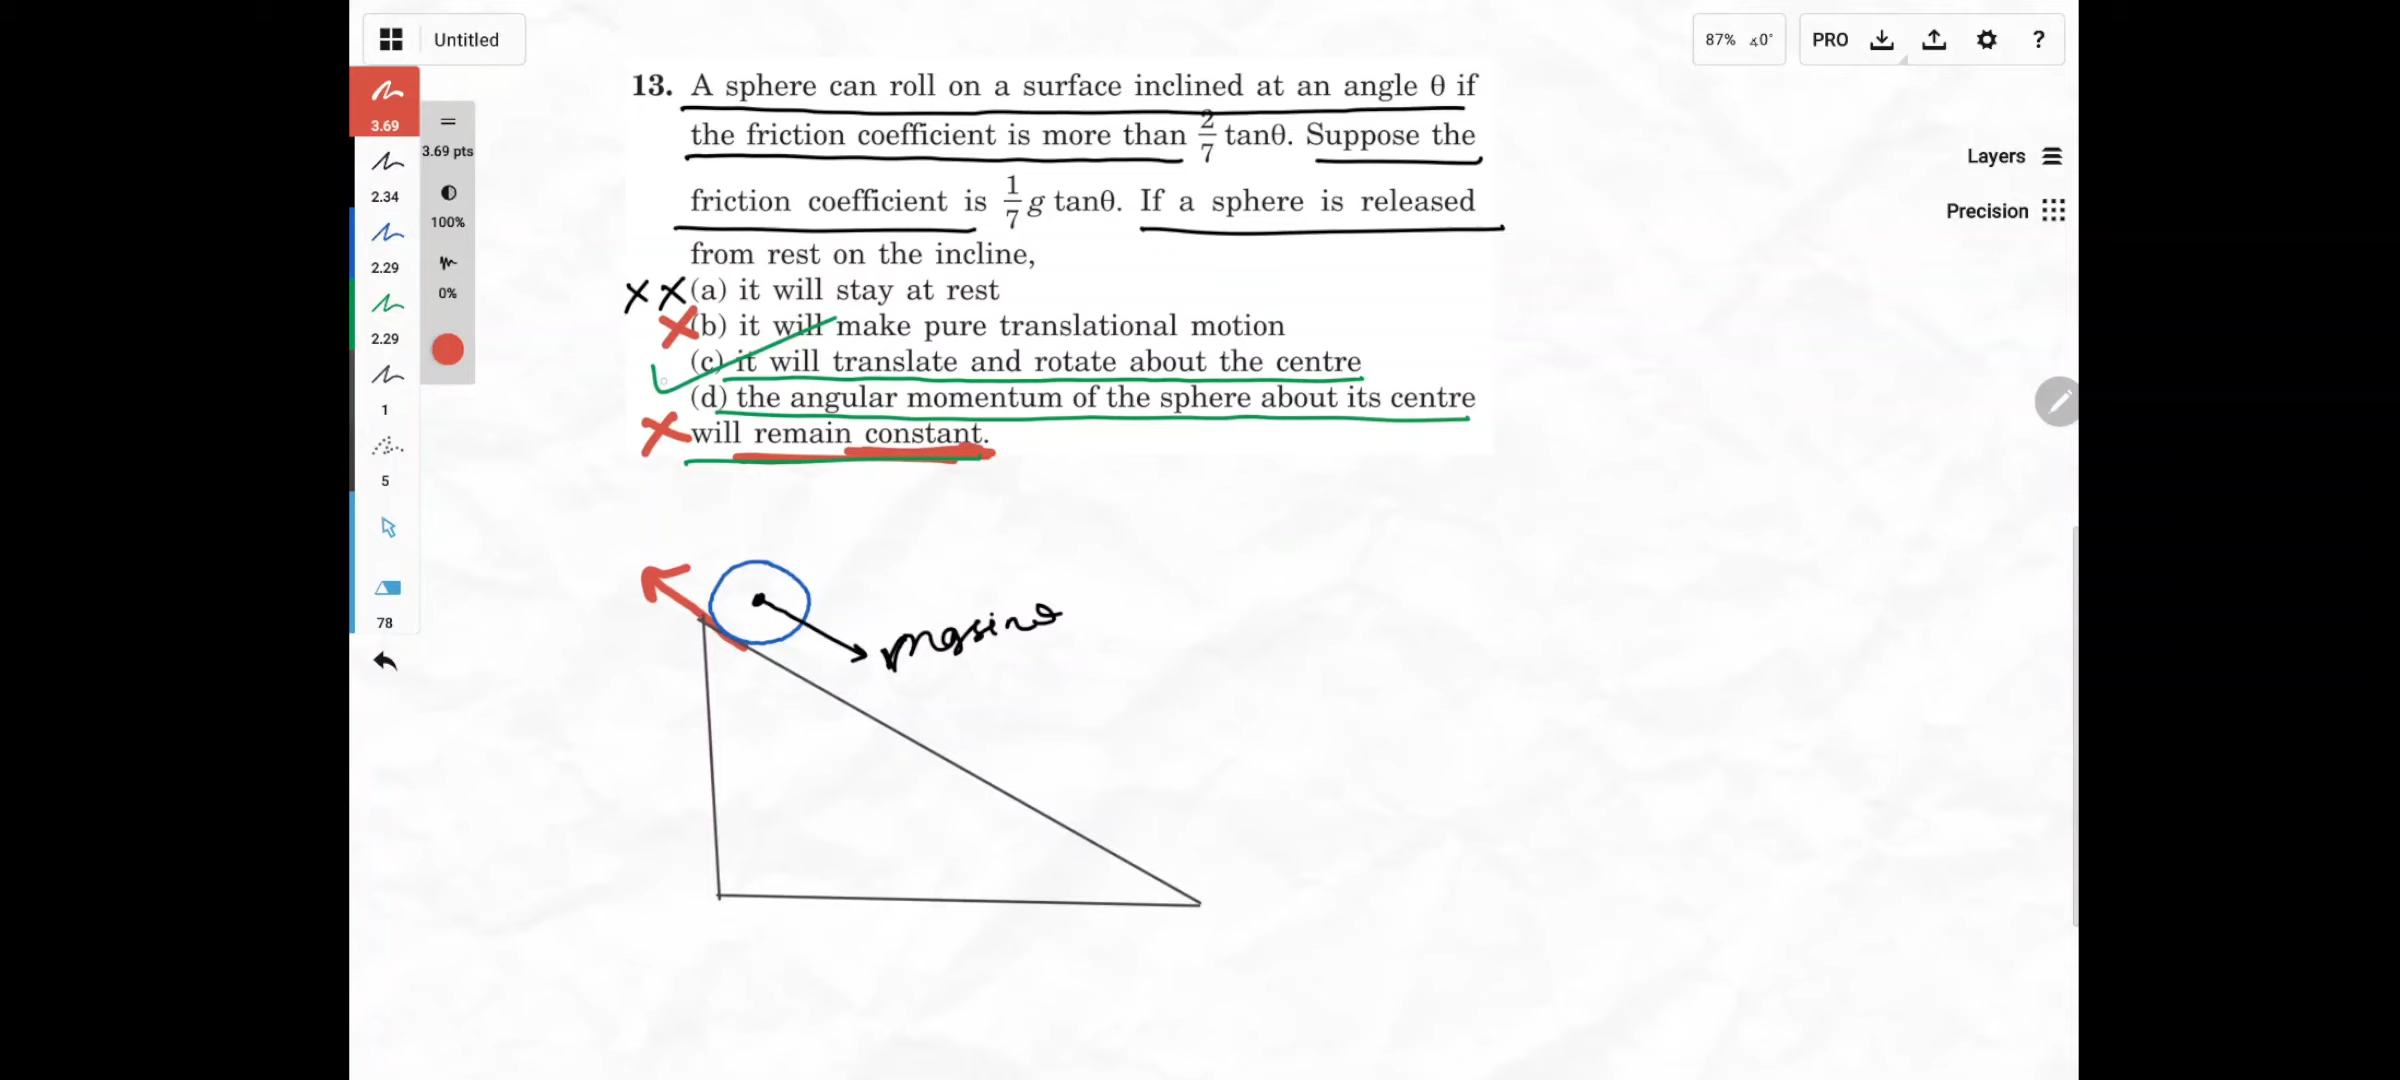 Untitled
87% ∡0°
PRO
?
3.69
3.69 pts
2.34
100%
2.29
0%
2.29
1
5
78
Layers
Precision
13. A sphere can roll on a surface inclined at an angle θ if
the friction coefficient is more than 2/7 tanθ. Suppose the
friction coefficient is 1/7 g tanθ. If a sphere is released
from rest on the incline,
(a) it will stay at rest
(b) it will make pure translational motion
(c) it will translate and rotate about the centre
(d) the angular momentum of the sphere about its centre
will remain constant.
mgsinθ